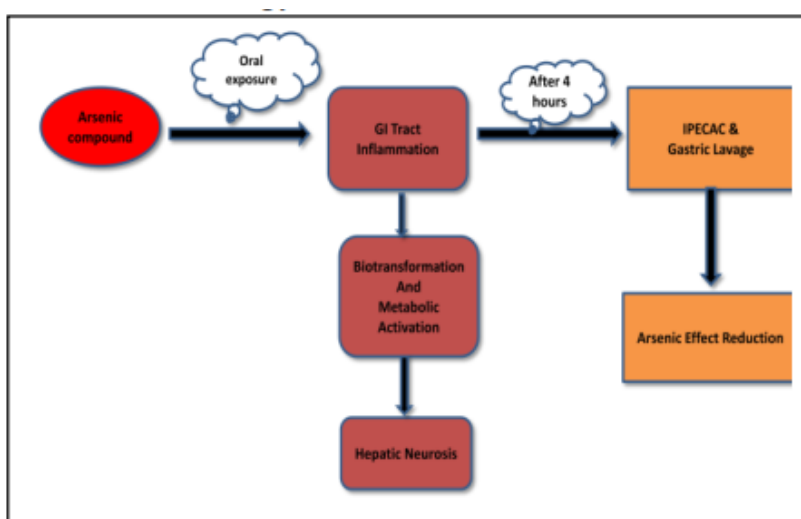 Oral
exposure
After 4
hours
Arsenic
compound
GI Tract
Inflammation
IPECAC &
Gastric Lavage
Biotransformation
And
Metabolic
Activation
Arsenic Effect Reduction
Hepatic Neurosis